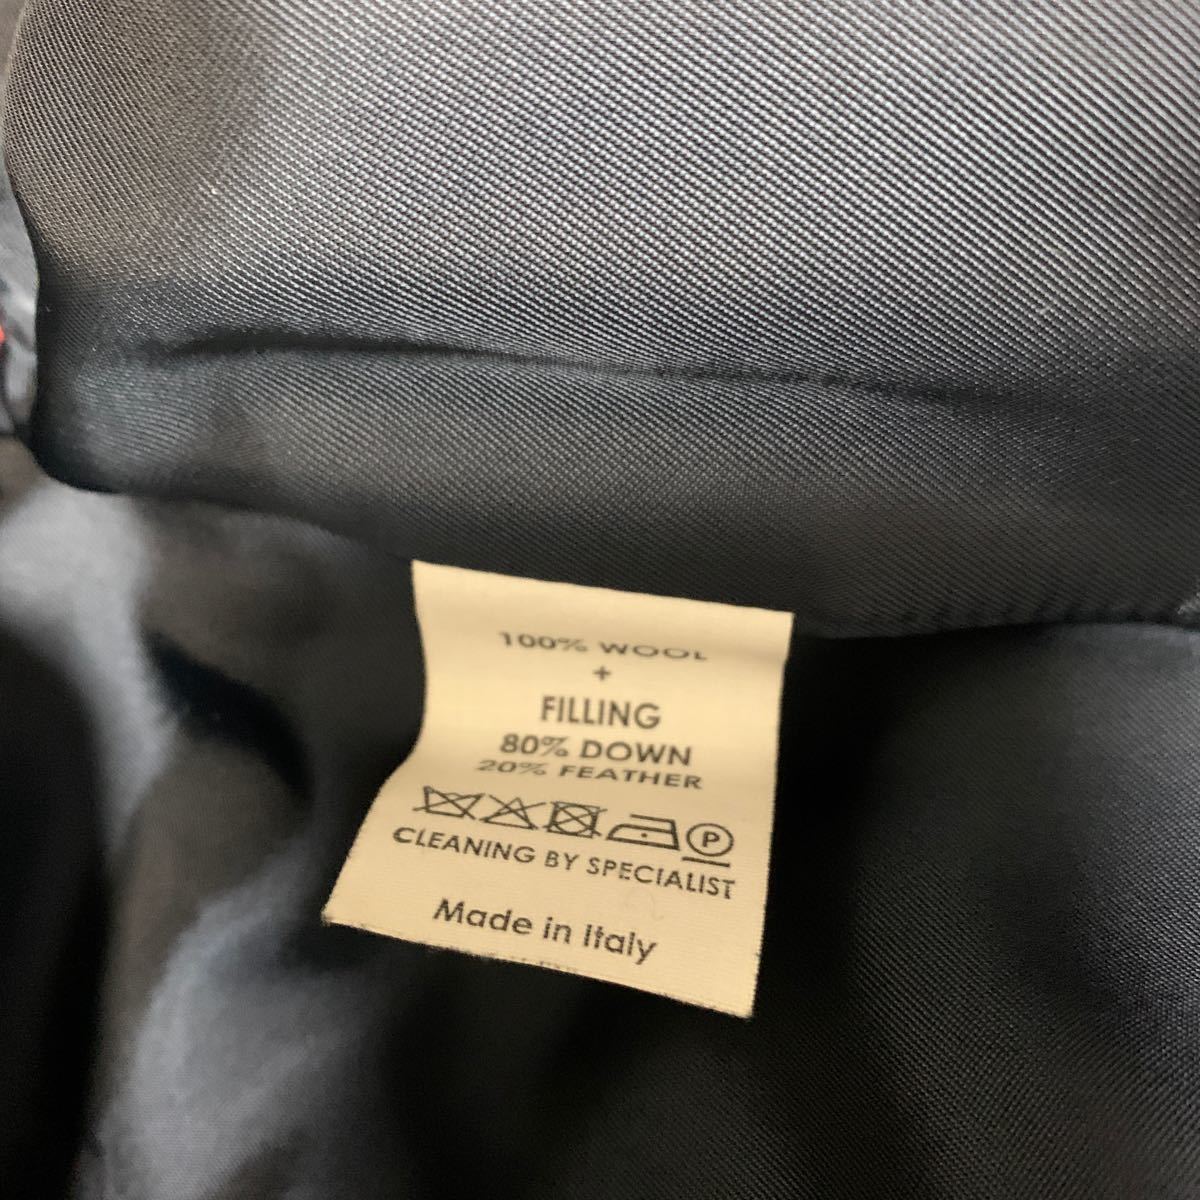 100% WOOL
+
FILLING
80% DOWN
20% FEATHER
P
CLEANING BY SPECIALIST
Made in Italy